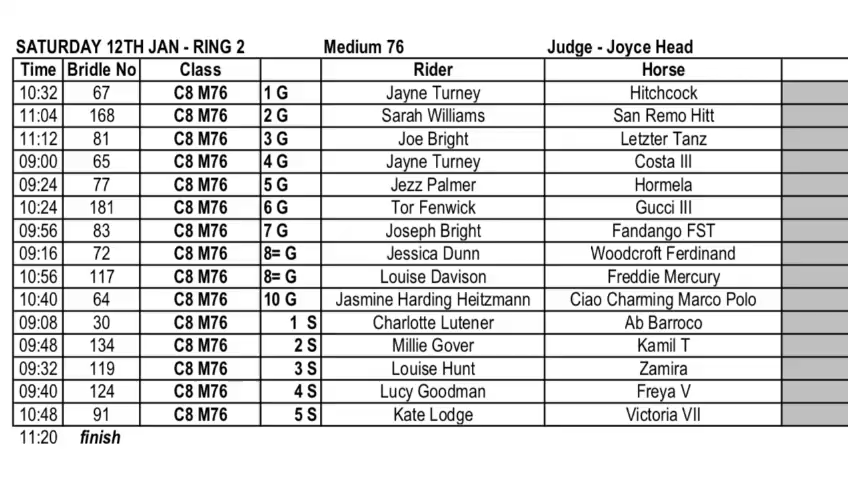 SATURDAY 12TH JAN - RING 2 Medium 76 Judge - Joyce Head
Time Bridle No Class Rider Horse
10:32 67 C8 M76 1 G Jayne Turney Hitchcock
11:04 168 C8 M76 2 G Sarah Williams San Remo Hitt
11:12 81 C8 M76 3 G Joe Bright Letzter Tanz
09:00 65 C8 M76 4 G Jayne Turney Costa III
09:24 77 C8 M76 5 G Jezz Palmer Hormela
10:24 181 C8 M76 6 G Tor Fenwick Gucci III
09:56 83 C8 M76 7 G Joseph Bright Fandango FST
09:16 72 C8 M76 8= G Jessica Dunn Woodcroft Ferdinand
10:56 117 C8 M76 8= G Louise Davison Freddie Mercury
10:40 64 C8 M76 10 G Jasmine Harding Heitzmann Ciao Charming Marco Polo
09:08 30 C8 M76 1 S Charlotte Lutener Ab Barroco
09:48 134 C8 M76 2 S Millie Gover Kamil T
09:32 119 C8 M76 3 S Louise Hunt Zamira
09:40 124 C8 M76 4 S Lucy Goodman Freya V
10:48 91 C8 M76 5 S Kate Lodge Victoria VII
11:20 finish